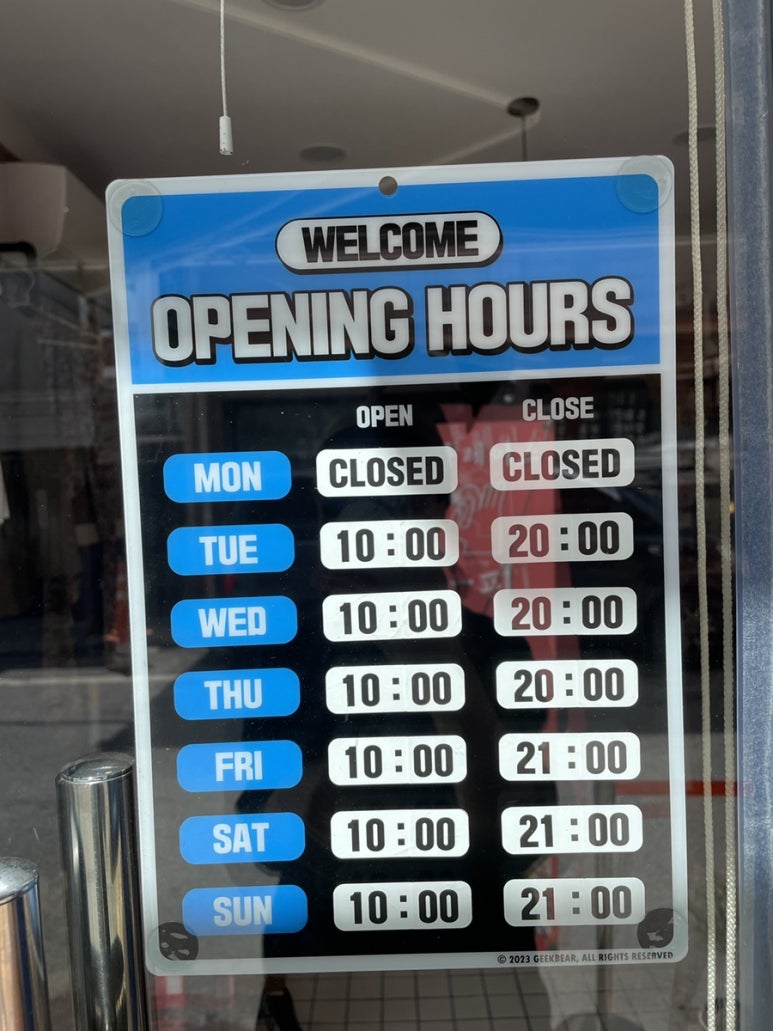 WELCOME
OPENING HOURS
OPEN CLOSE
MON CLOSED CLOSED
TUE 10:00 20:00
WED 10:00 20:00
THU 10:00 20:00
FRI 10:00 21:00
SAT 10:00 21:00
SUN 10:00 21:00
© 2023 GEEKBEAR, ALL RIGHTS RESERVED